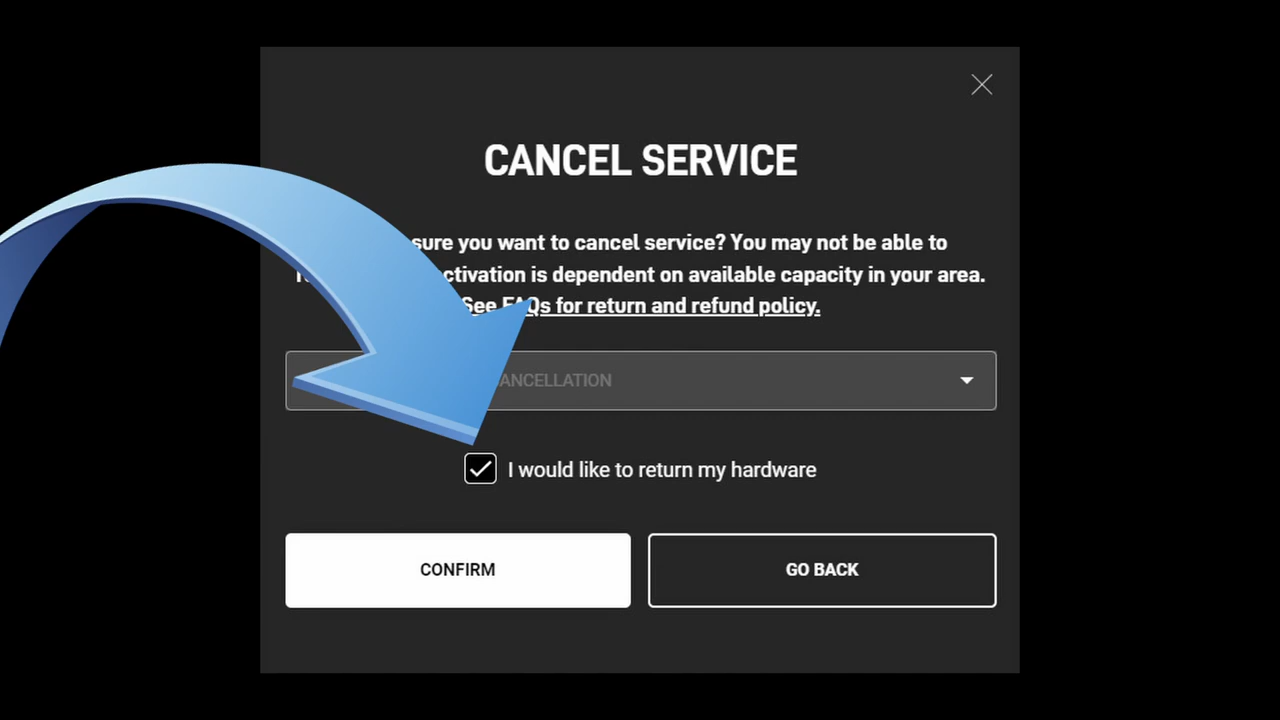 CANCEL SERVICE
sure you want to cancel service? You may not be able to
activation is dependent on available capacity in your area.
See FAQs for return and refund policy.
CANCELLATION
I would like to return my hardware
CONFIRM
GO BACK